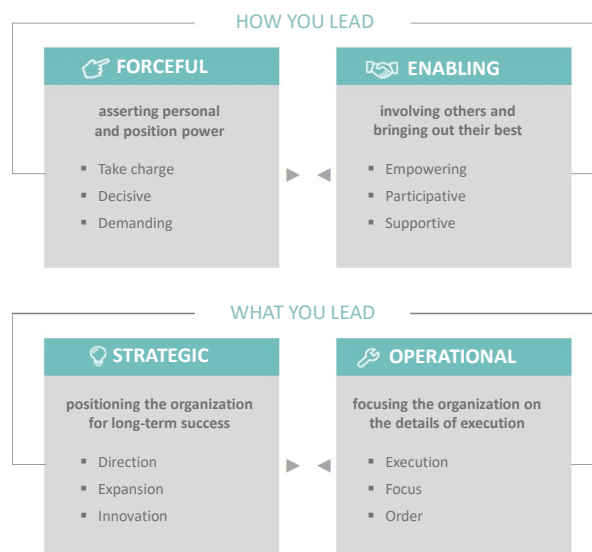 HOW YOU LEAD
FORCEFUL
asserting personal
and position power
▪ Take charge
▪ Decisive
▪ Demanding
ENABLING
involving others and
bringing out their best
▪ Empowering
▪ Participative
▪ Supportive
WHAT YOU LEAD
STRATEGIC
positioning the organization
for long-term success
▪ Direction
▪ Expansion
▪ Innovation
OPERATIONAL
focusing the organization on
the details of execution
▪ Execution
▪ Focus
▪ Order